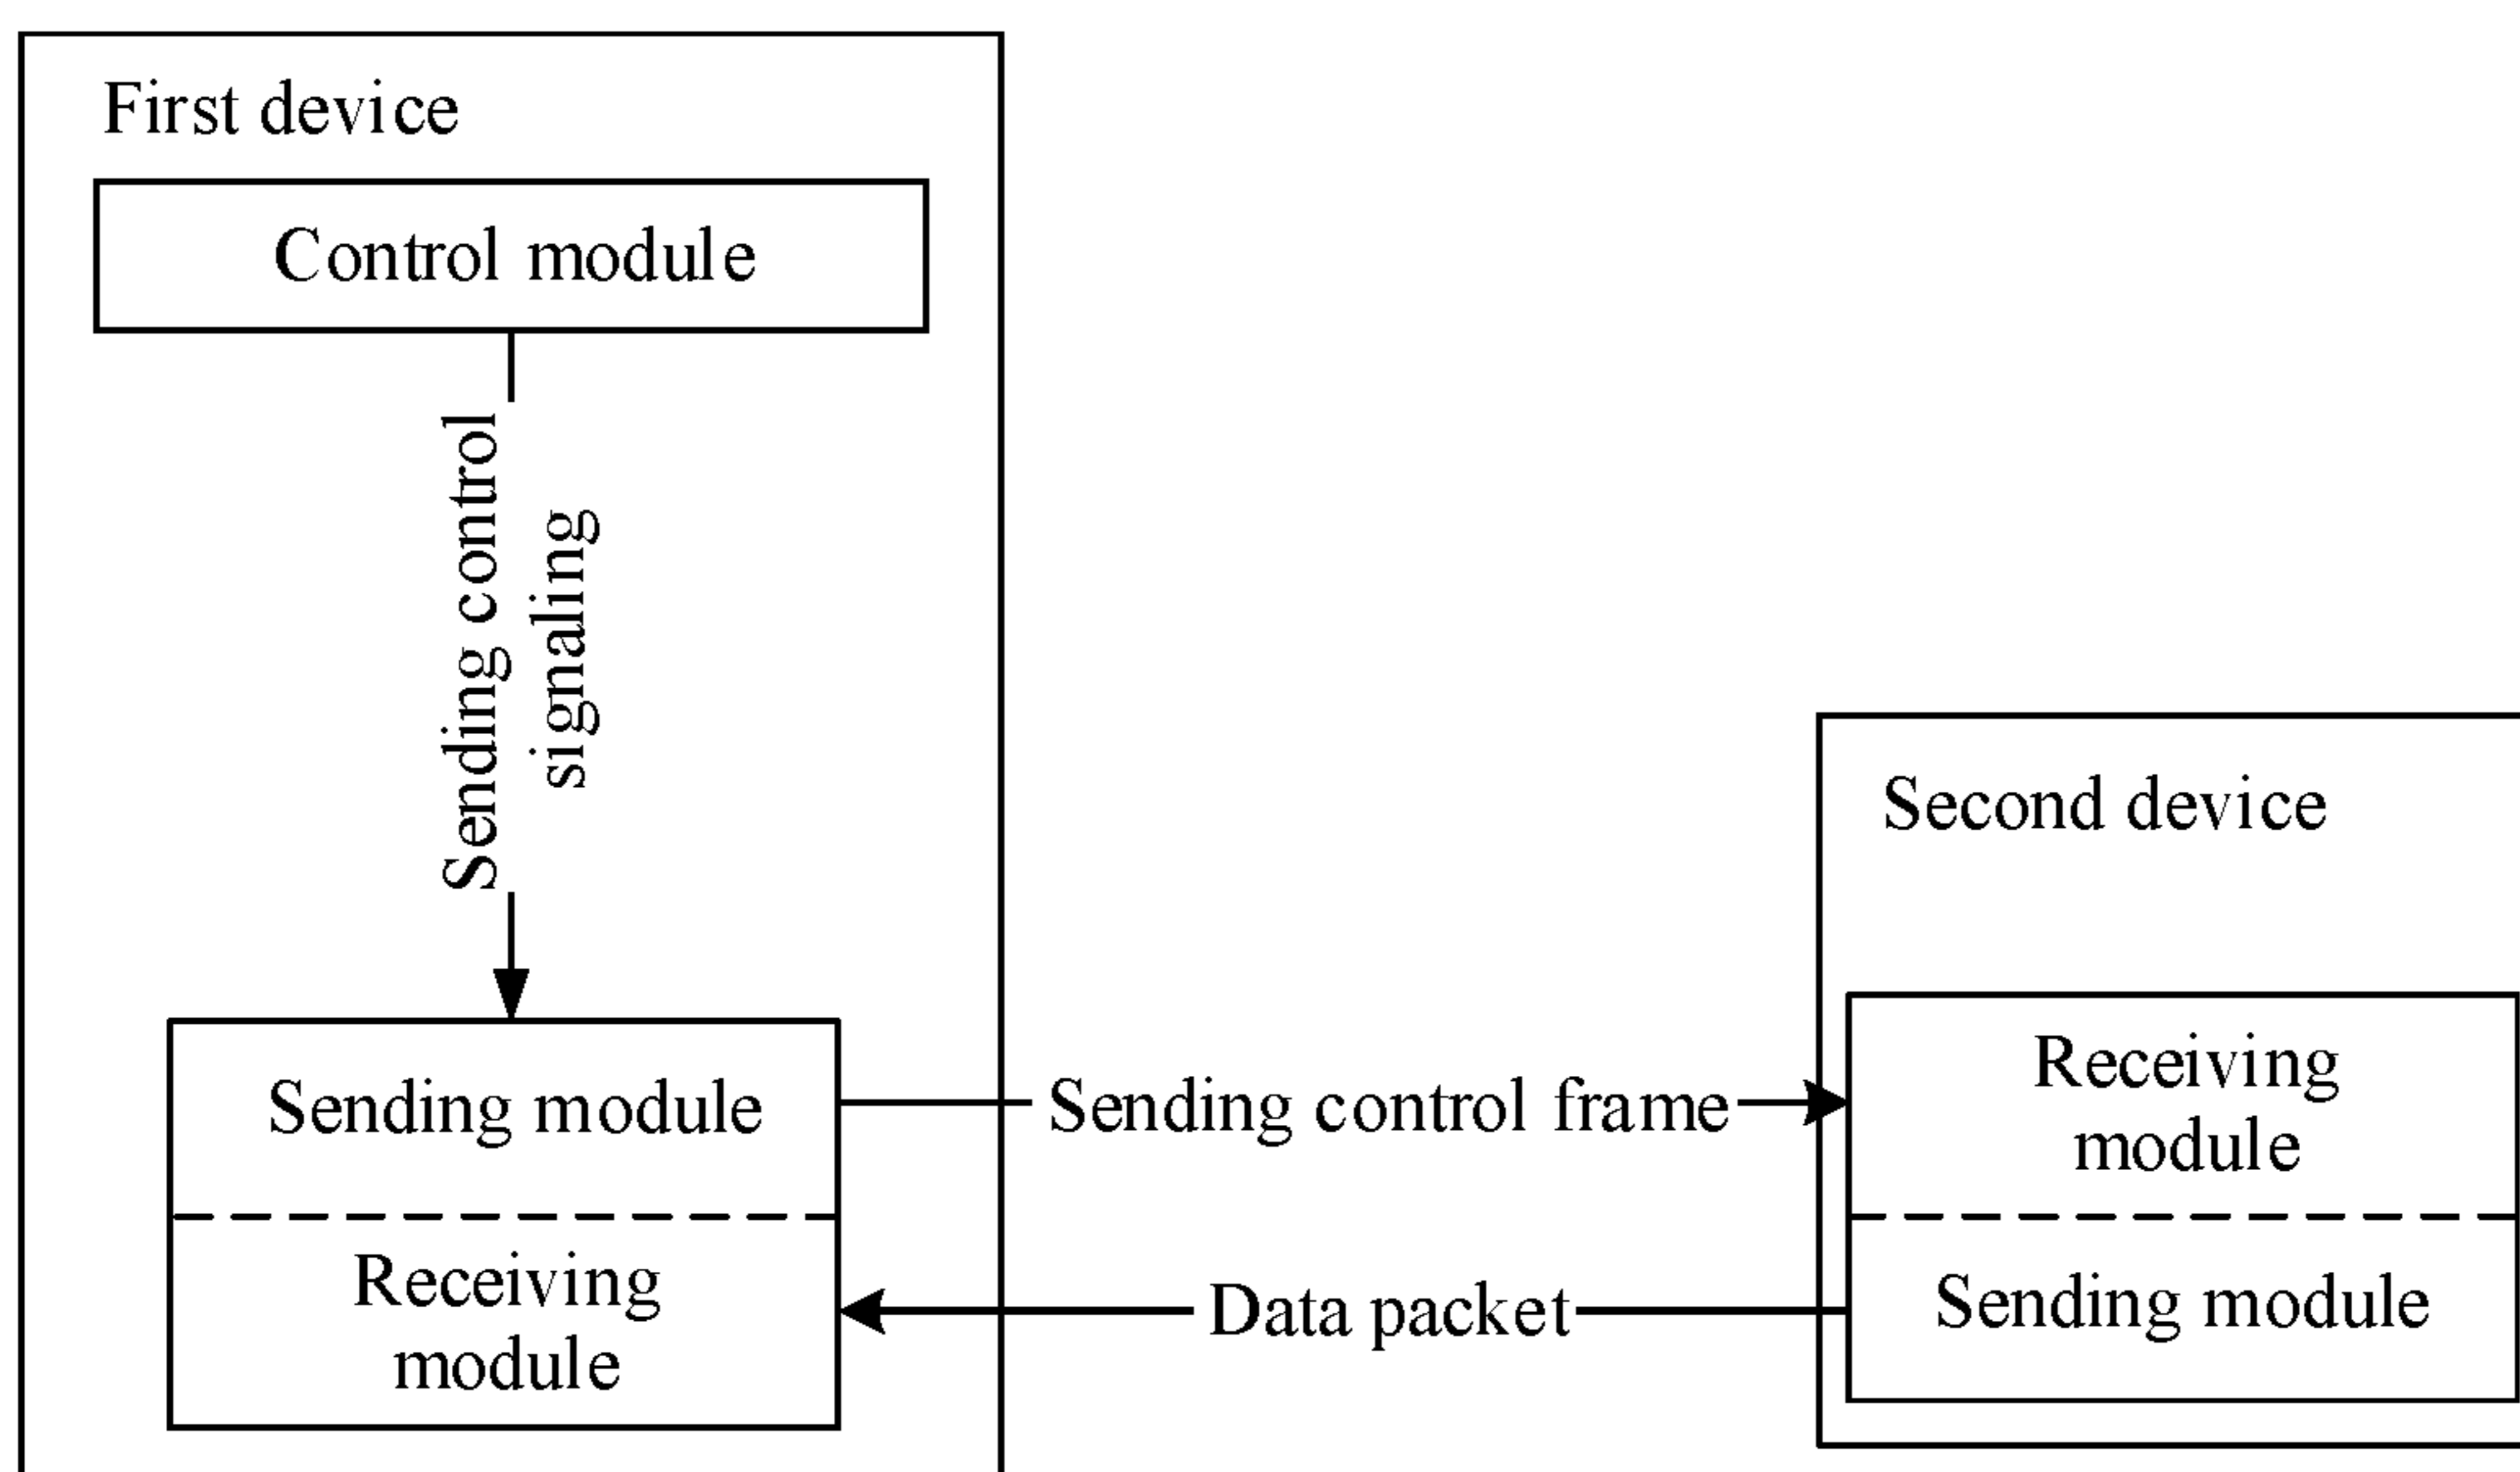 First device
Control module
Sending control
signaling
Second device
Sending module
Sending control frame
Receiving
module
Receiving
module
Data packet
Sending module